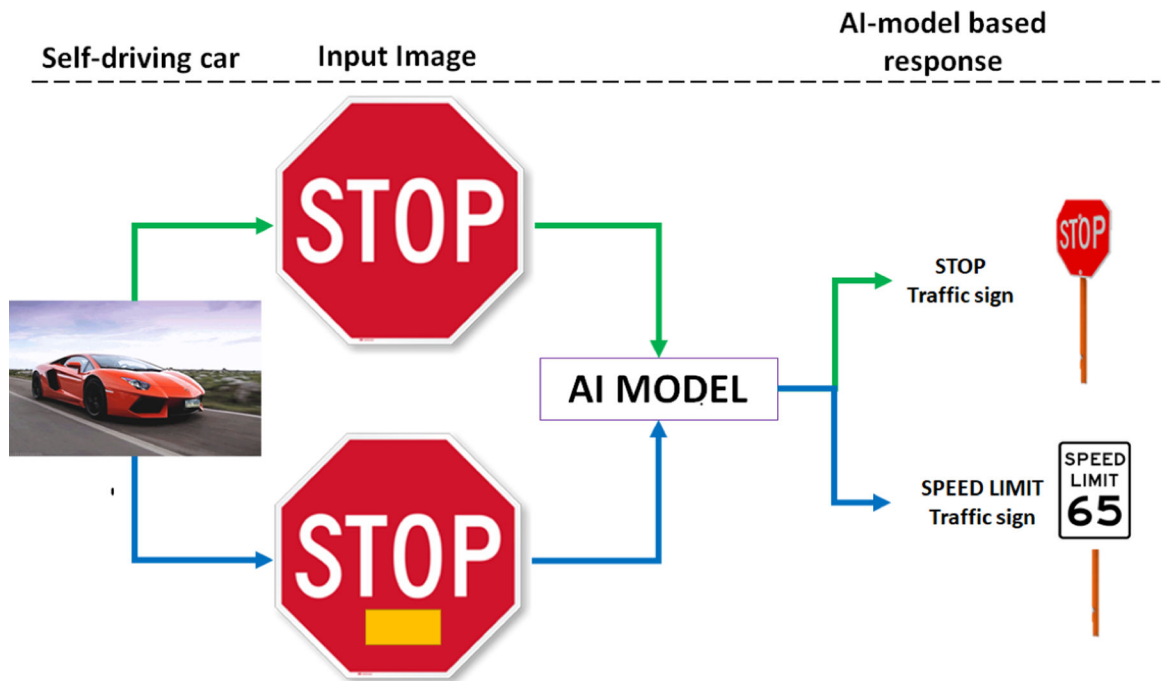 Self-driving car
Input Image
AI-model based
response
STOP
STOP
STOP
Traffic sign
AI MODEL
STOP
SPEED LIMIT
Traffic sign
SPEED
LIMIT
65